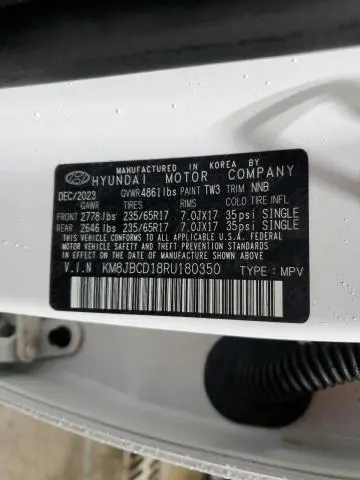 MANUFACTURED IN KOREA BY
HYUNDAI MOTOR COMPANY
DEC/2023 GVWR 4861lbs PAINT TW3 TRIM NNB
GAWR TIRES RIMS COLD TIRE INFL
FRONT 2778lbs 235/65R17 7.0JX17 35psi SINGLE
REAR 2646lbs 235/65R17 7.0JX17 35psi SINGLE
THIS VEHICLE CONFORMS TO ALL APPLICABLE U.S.
FEDERAL MOTOR VEHICLE SAFETY AND THEFT PREVENTION
STANDARDS IN EFFECT ON THE DATE OF MANUFACTURE SHOWN ABOVE.
V.I.N KM8JBCD18RU180350 TYPE : MPV